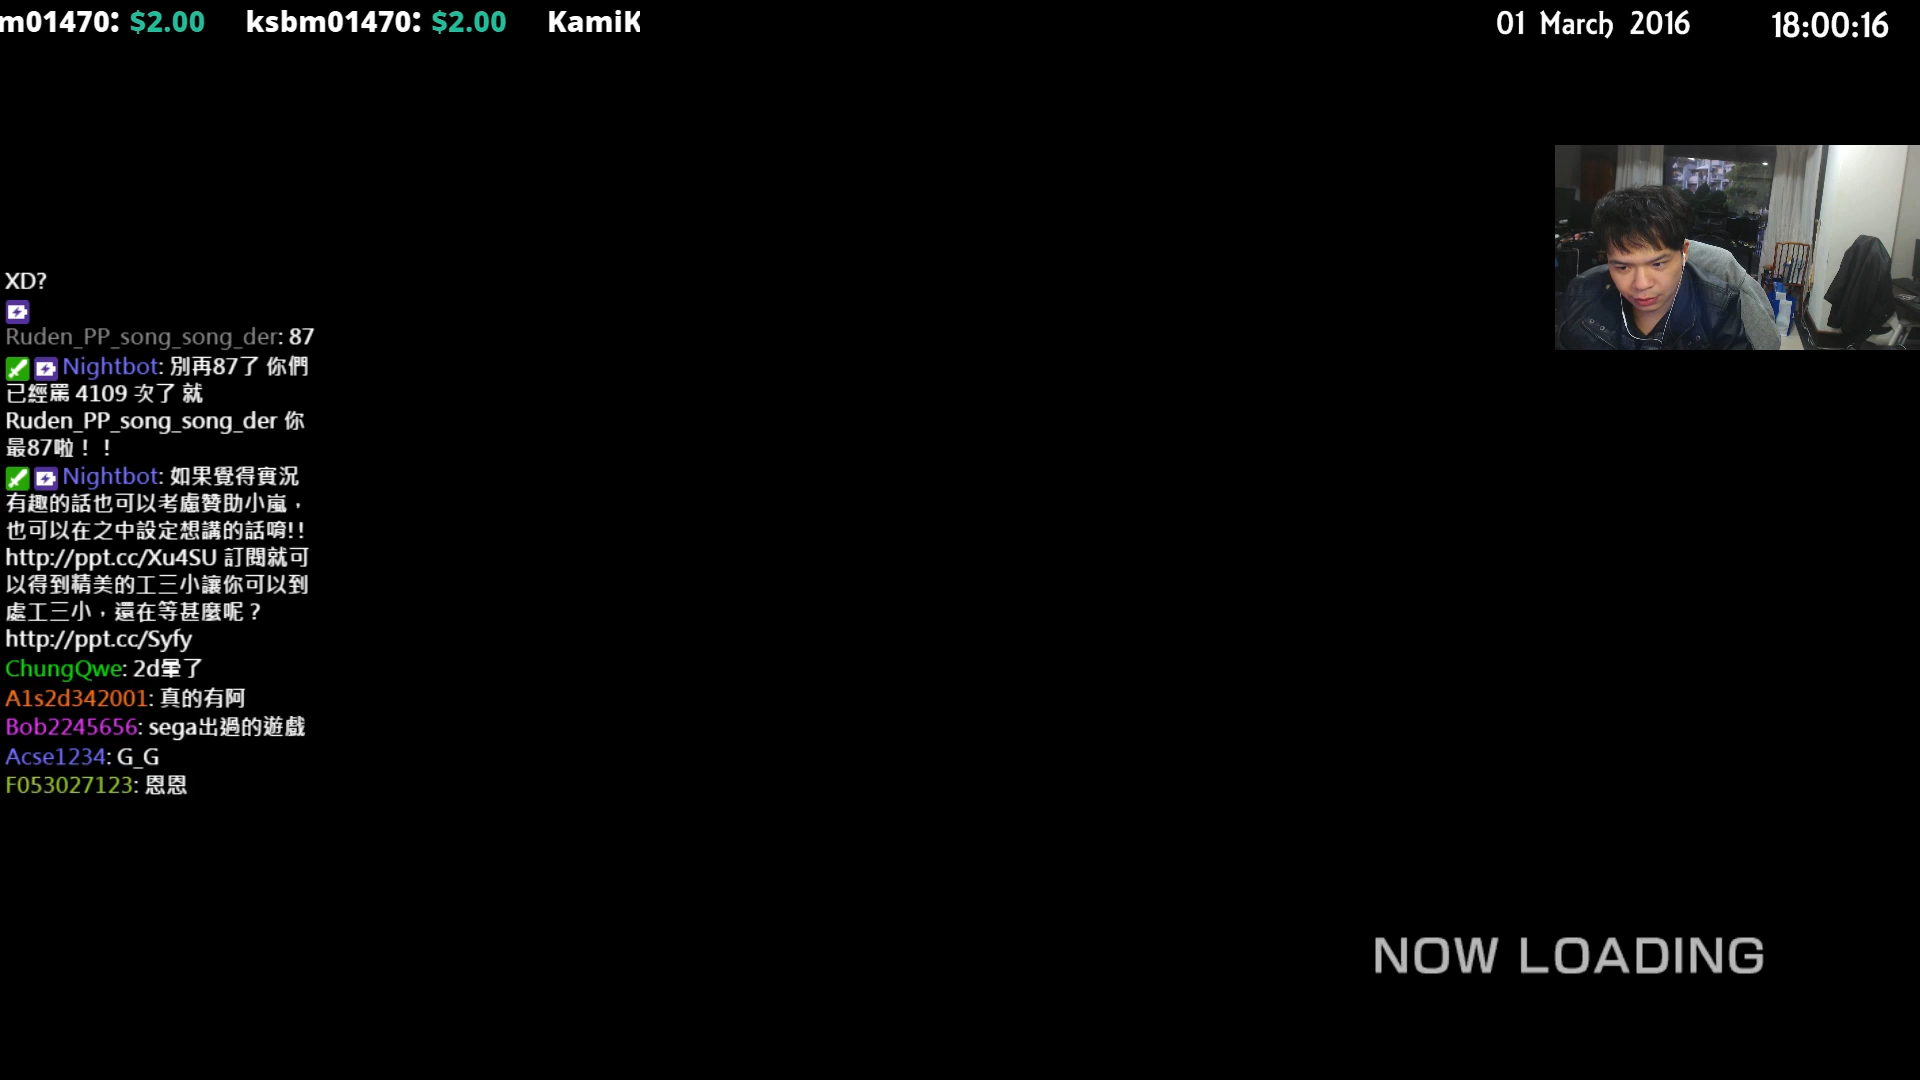 m01470: $2.00 ksbm01470: $2.00 KamiK
01 March 2016 18:00:16
XD?
Ruden_PP_song_song_der: 87
Nightbot: 別再87了 你們
已經罵 4109 次了 就
Ruden_PP_song_song_der 你
最87啦！！
Nightbot: 如果覺得實況
有趣的話也可以考慮贊助小嵐，
也可以在之中設定想講的話唷!!
http://ppt.cc/Xu4SU 訂閱就可
以得到精美的工三小讓你可以到
處工三小，還在等甚麼呢？
http://ppt.cc/Syfy
ChungQwe: 2d暈了
A1s2d342001: 真的有阿
Bob2245656: sega出過的遊戲
Acse1234: G_G
F053027123: 恩恩
NOW LOADING